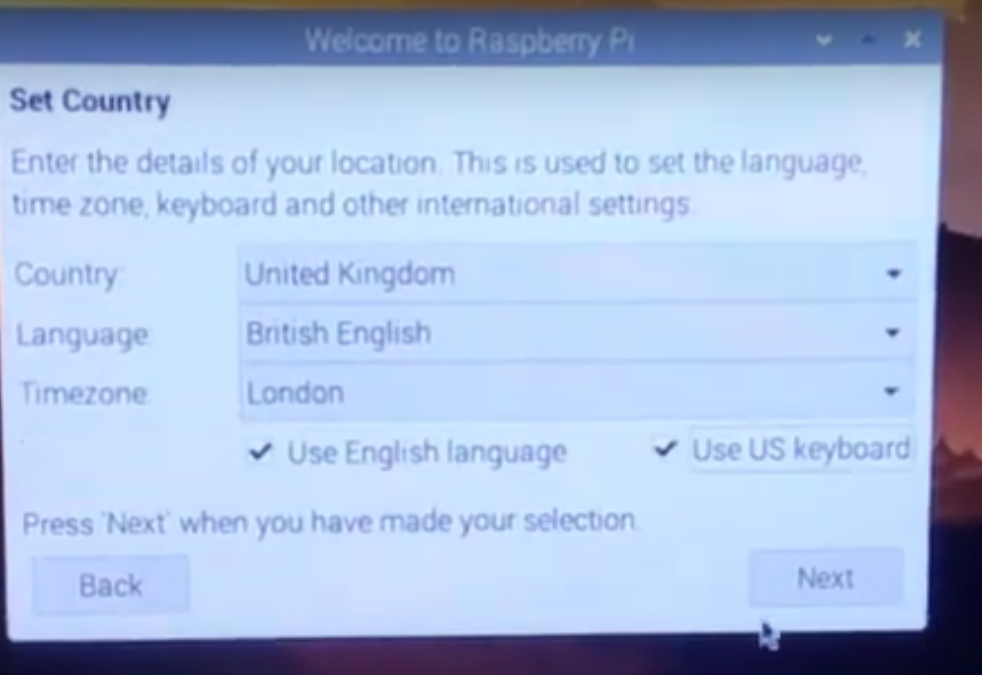 Welcome to Raspberry Pi
Set Country
Enter the details of your location. This is used to set the language,
time zone, keyboard and other international settings.
Country: United Kingdom
Language: British English
Timezone: London
Use English language Use US keyboard
Press 'Next' when you have made your selection.
Back Next